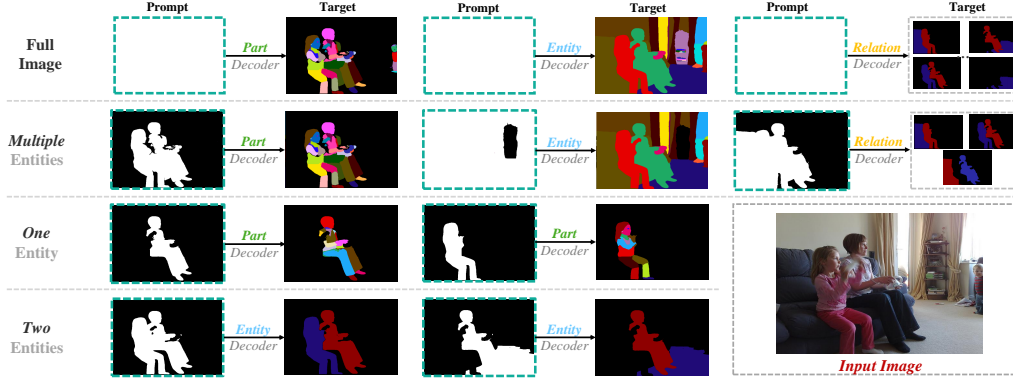 Prompt Target Prompt Target Prompt Target
Full
Image
Part
Decoder
Entity
Decoder
Relation
Decoder
Multiple
Entities
Part
Decoder
Entity
Decoder
Relation
Decoder
One
Entity
Part
Decoder
Part
Decoder
Two
Entities
Entity
Decoder
Entity
Decoder
Input Image